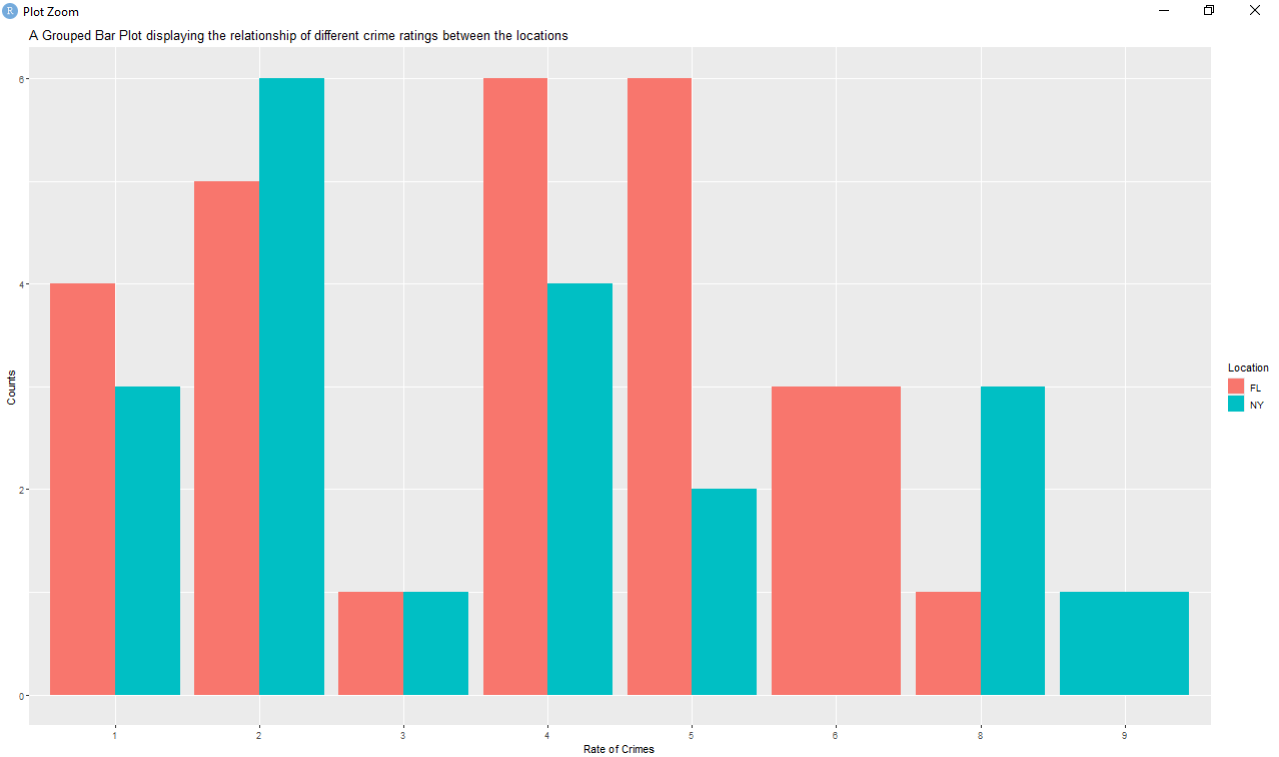 R Plot Zoom
A Grouped Bar Plot displaying the relationship of different crime ratings between the locations
6
4
2
0
Counts
1 2 3 4 5 6 8 9
Rate of Crimes
Location
FL
NY